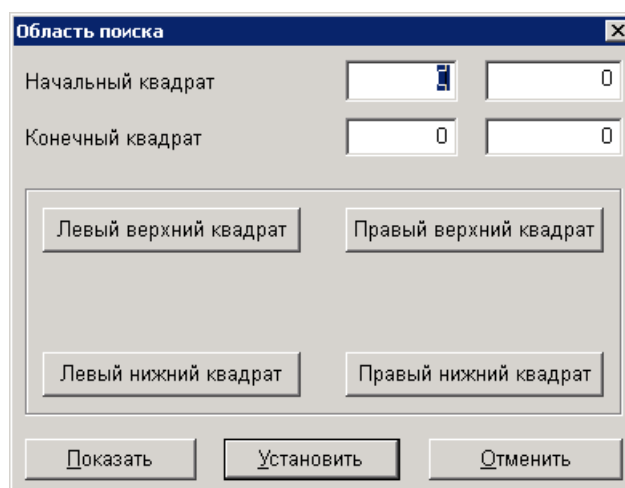 Область поиска
Начальный квадрат 0 0
Конечный квадрат 0 0
Левый верхний квадрат Правый верхний квадрат
Левый нижний квадрат Правый нижний квадрат
Показать Установить Отменить